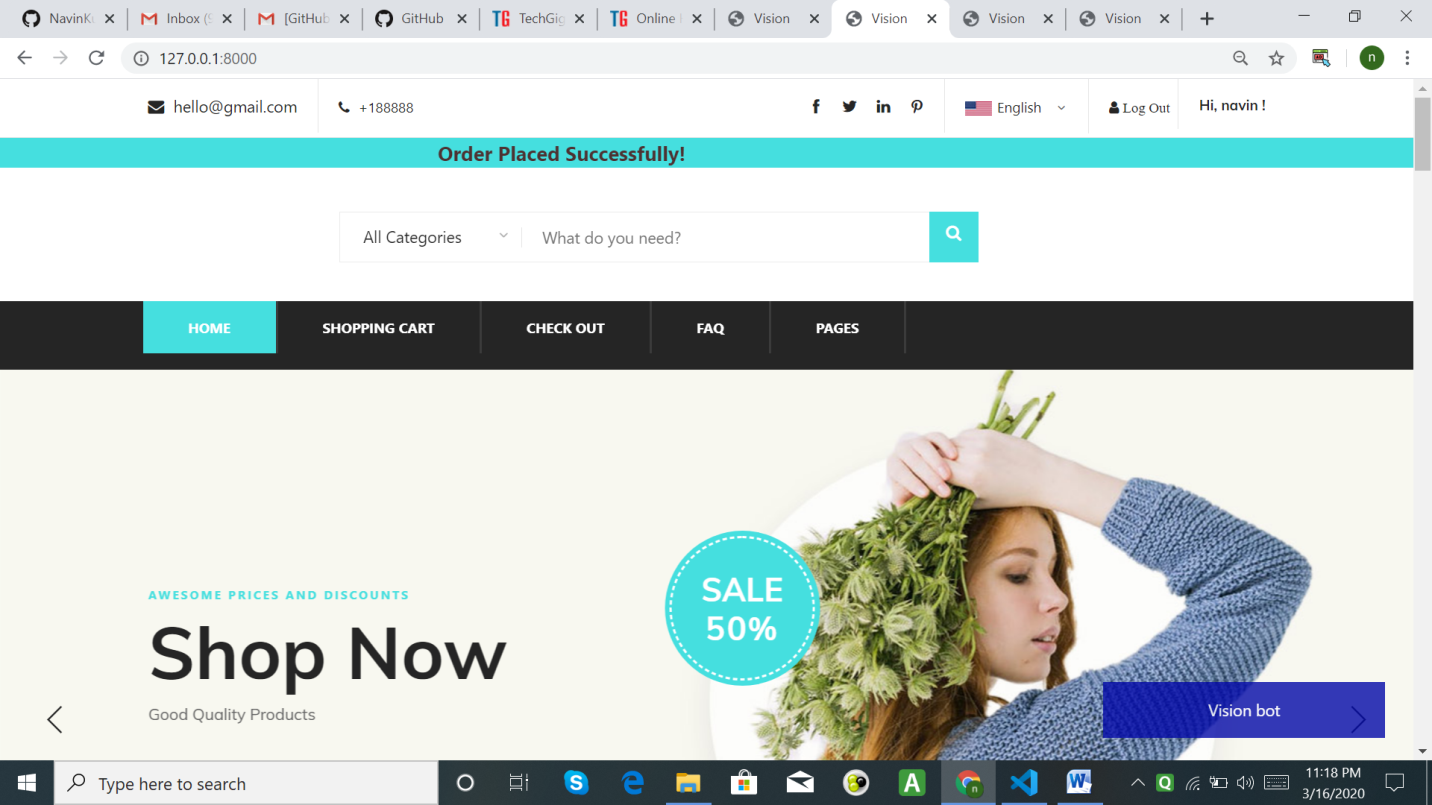 NavinKu
Inbox (9
[GitHub
GitHub
TG TechGig
TG Online
Vision
Vision
Vision
Vision
127.0.0.1:8000
n
hello@gmail.com
+188888
English
Log Out
Hi, navin !
Order Placed Successfully!
All Categories
What do you need?
HOME
SHOPPING CART
CHECK OUT
FAQ
PAGES
SALE
50%
AWESOME PRICES AND DISCOUNTS
Shop Now
Good Quality Products
Vision bot
Type here to search
11:18 PM
3/16/2020